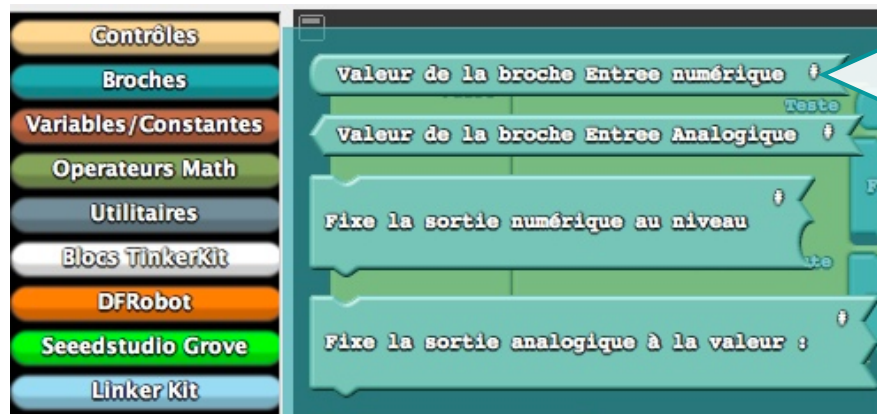 Contrôles
Broches
Variables/Constantes
Operateurs Math
Utilitaires
Blocs TinkerKit
DFRobot
Seeedstudio Grove
Linker Kit
Valeur de la broche Entree numérique #
Teste
Valeur de la broche Entree Analogique #
#
Fixe la sortie numérique au niveau
#
Fixe la sortie analogique à la valeur :